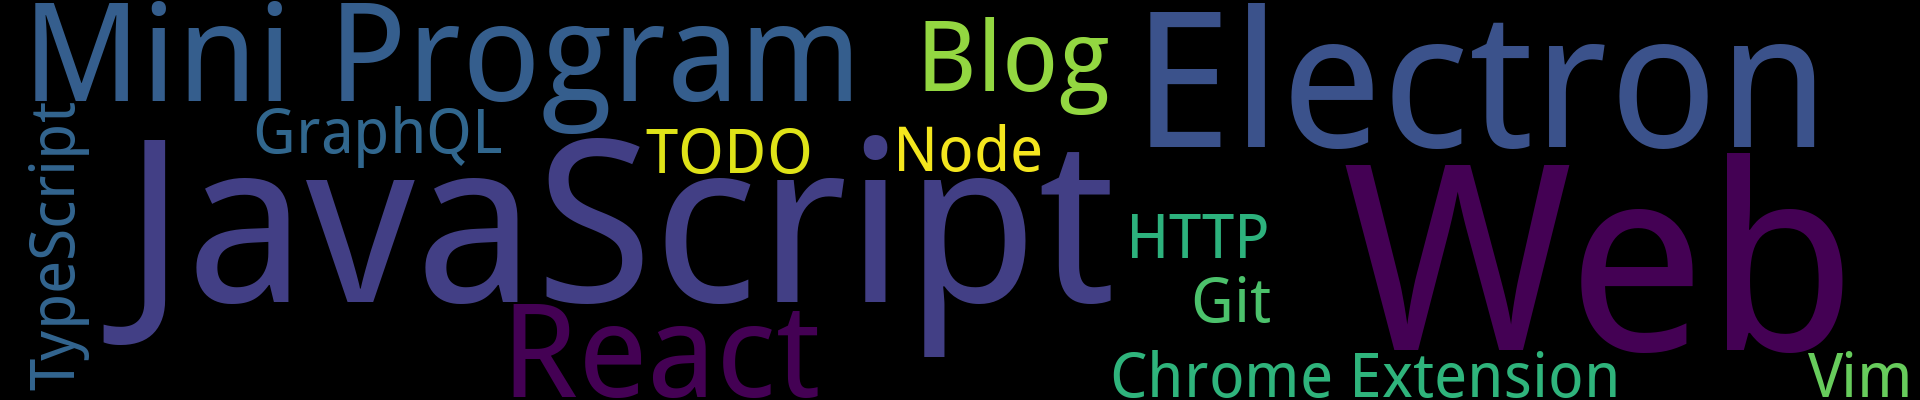 Mini Program
Blog
Electron
GraphQL
TODO
Node
TypeScript
JavaScript
HTTP
Web
Git
React
Chrome Extension
Vim